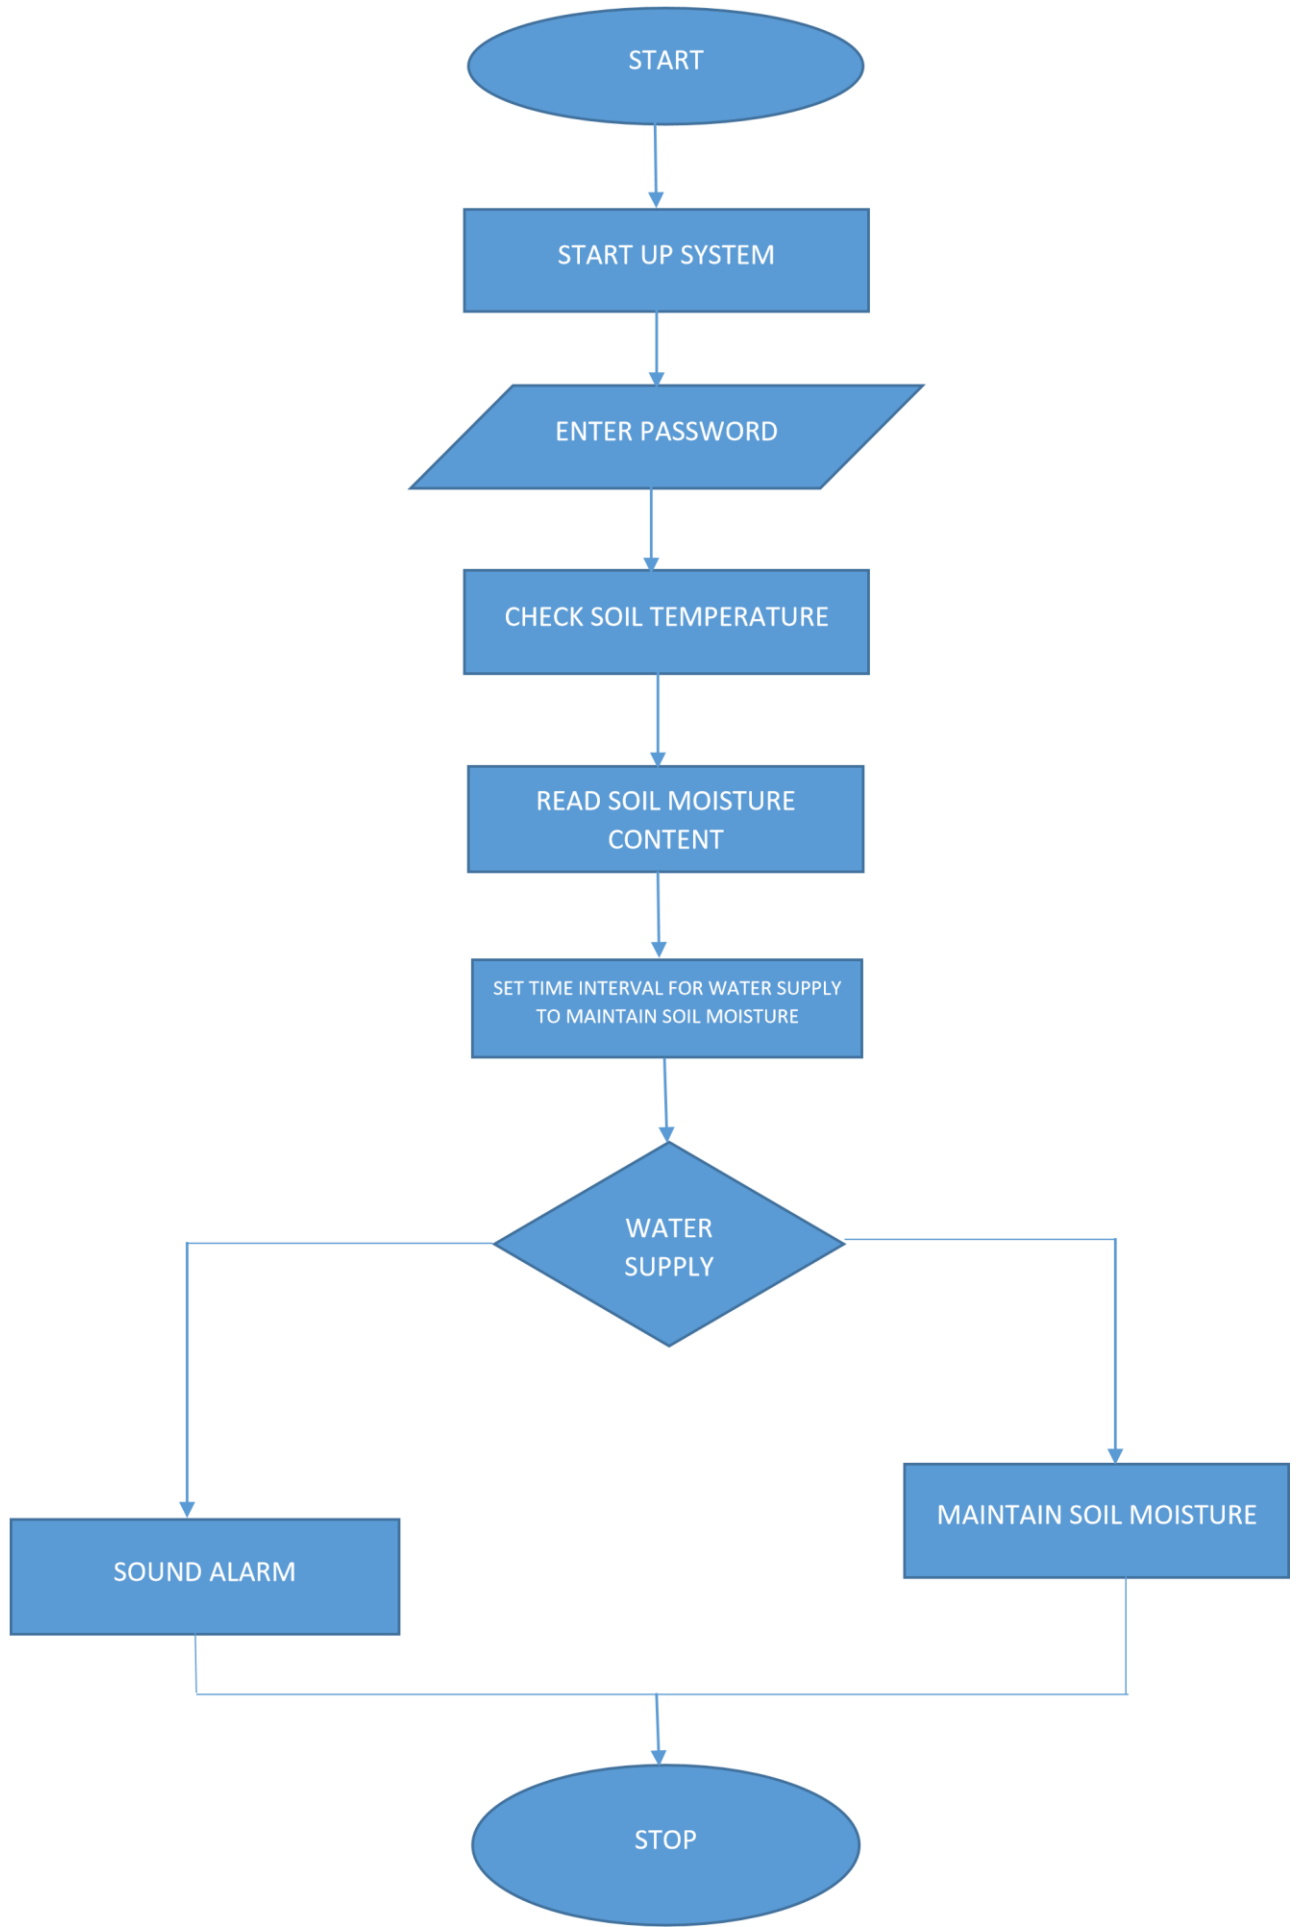 START
START UP SYSTEM
ENTER PASSWORD
CHECK SOIL TEMPERATURE
READ SOIL MOISTURE
CONTENT
SET TIME INTERVAL FOR WATER SUPPLY
TO MAINTAIN SOIL MOISTURE
WATER
SUPPLY
MAINTAIN SOIL MOISTURE
SOUND ALARM
STOP